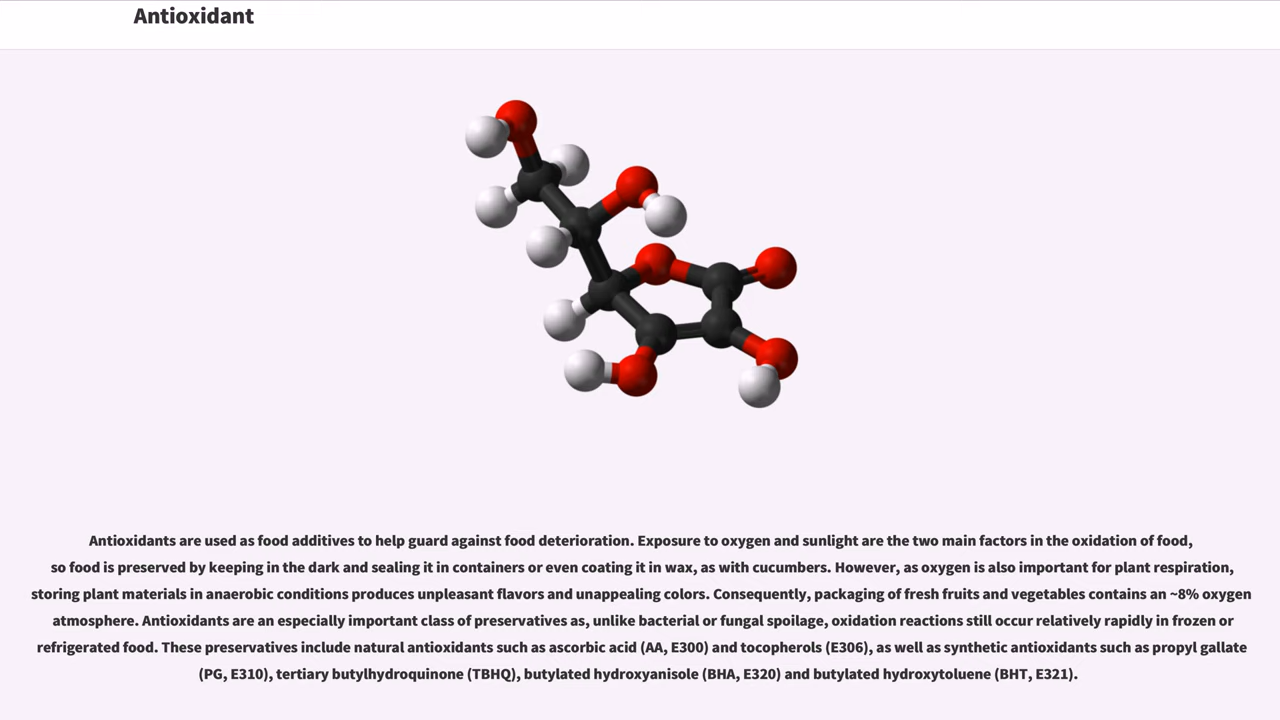 Antioxidant
Antioxidants are used as food additives to help guard against food deterioration. Exposure to oxygen and sunlight are the two main factors in the oxidation of food,
so food is preserved by keeping in the dark and sealing it in containers or even coating it in wax, as with cucumbers. However, as oxygen is also important for plant respiration,
storing plant materials in anaerobic conditions produces unpleasant flavors and unappealing colors. Consequently, packaging of fresh fruits and vegetables contains an ~8% oxygen
atmosphere. Antioxidants are an especially important class of preservatives as, unlike bacterial or fungal spoilage, oxidation reactions still occur relatively rapidly in frozen or
refrigerated food. These preservatives include natural antioxidants such as ascorbic acid (AA, E300) and tocopherols (E306), as well as synthetic antioxidants such as propyl gallate
(PG, E310), tertiary butylhydroquinone (TBHQ), butylated hydroxyanisole (BHA, E320) and butylated hydroxytoluene (BHT, E321).